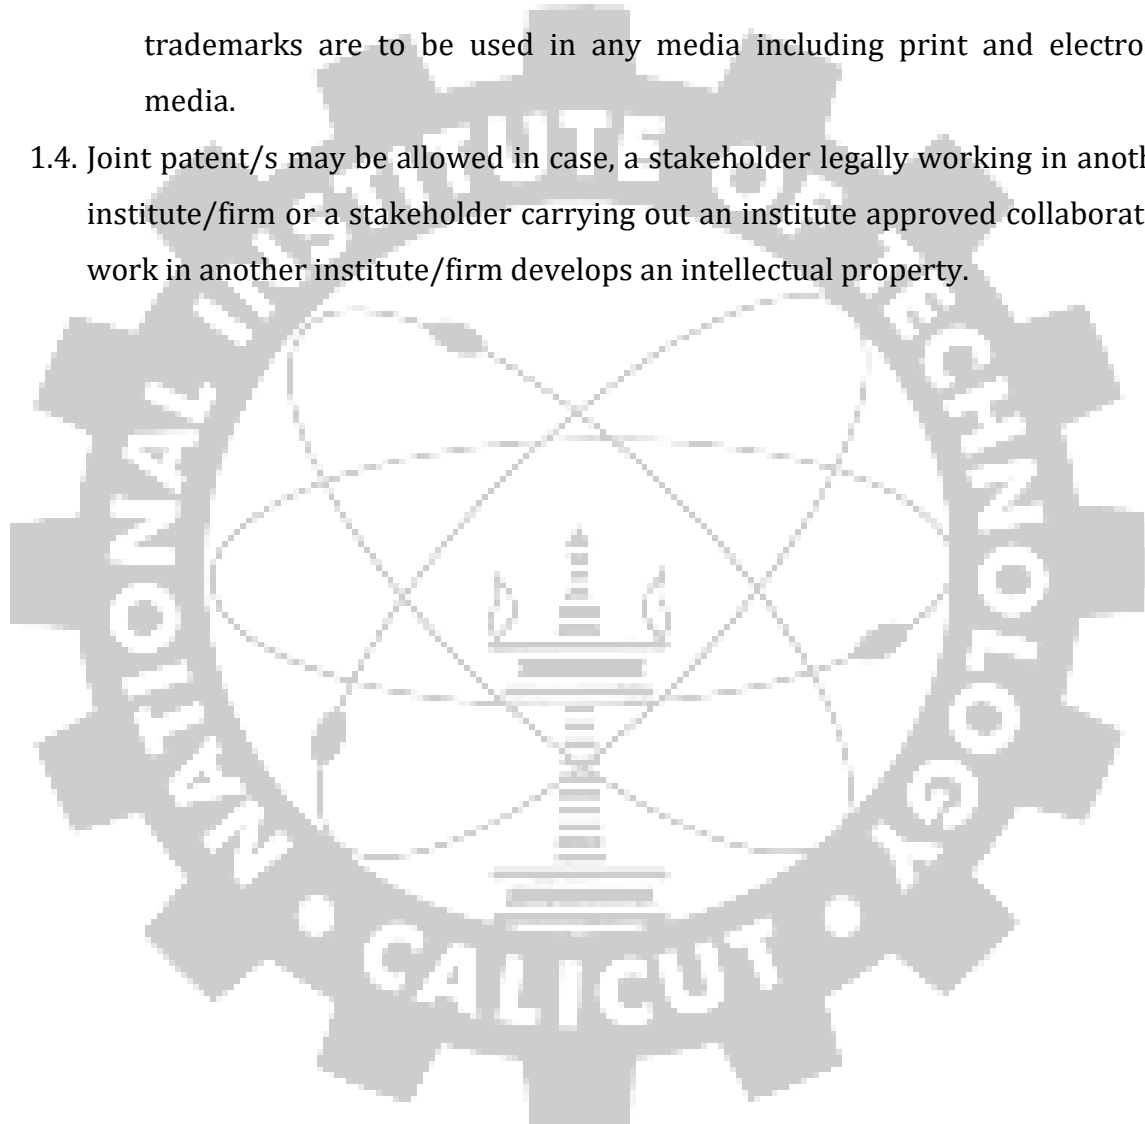 trademarks are to be used in any media including print and electro
media.
1.4. Joint patent/s may be allowed in case, a stakeholder legally working in anoth
institute/firm or a stakeholder carrying out an institute approved collaborat
work in another institute/firm develops an intellectual property.
NATIONAL INSTITUTE OF TECHNOLOGY
• CALICUT •